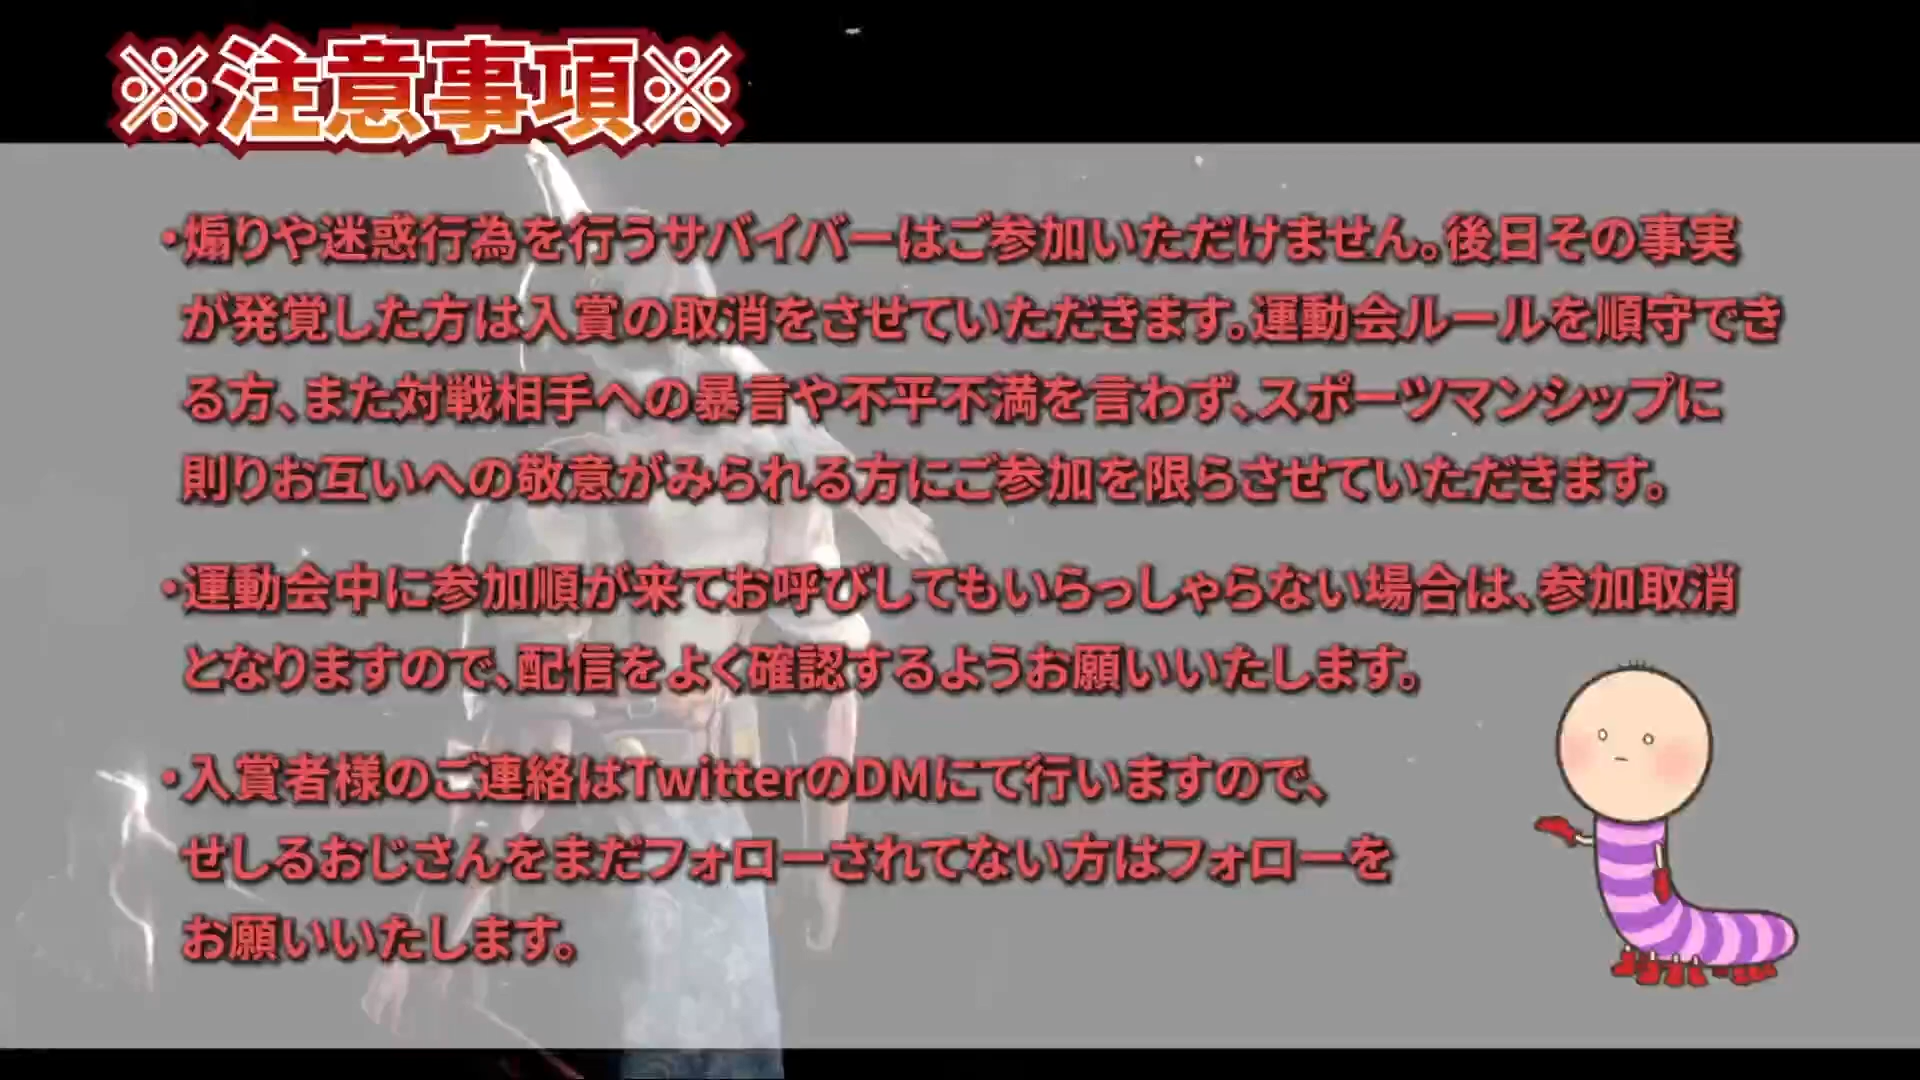 ※注意事項※
・煽りや迷惑行為を行うサバイバーはご参加いただけません。後日その事実
が発覚した方は入賞の取消をさせていただきます。運動会ルールを順守でき
る方、また対戦相手への暴言や不平不満を言わず、スポーツマンシップに
則りお互いへの敬意がみられる方にご参加を限らさせていただきます。
・運動会中に参加順が来てお呼びしてもいらっしゃらない場合は、参加取消
となりますので、配信をよく確認するようお願いいたします。
・入賞者様のご連絡はTwitterのDMにて行いますので、
せしるおじさんをまだフォローされてない方はフォローを
お願いいたします。